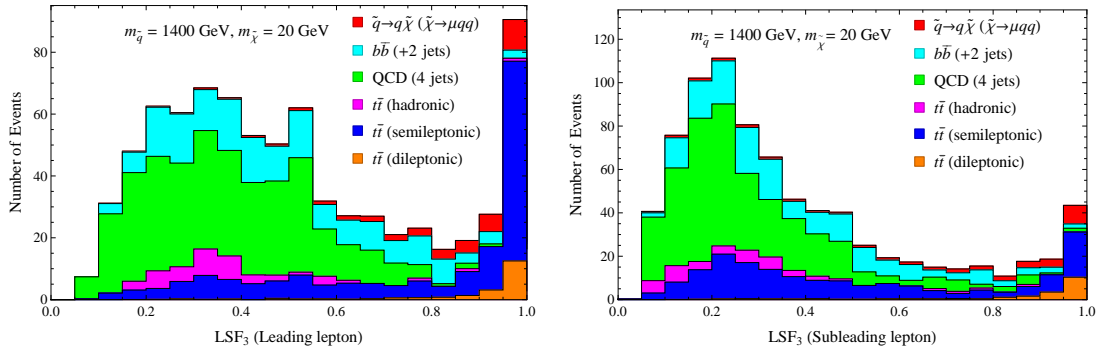 m_q̃ = 1400 GeV, m_χ̃ = 20 GeV
q̃→qχ̃ (χ̃→μqq)
bb̅ (+2 jets)
QCD (4 jets)
tt̅ (hadronic)
tt̅ (semileptonic)
tt̅ (dileptonic)
Number of Events
80
60
40
20
0
0.0 0.2 0.4 0.6 0.8 1.0
LSF₃ (Leading lepton)
m_q̃ = 1400 GeV, m_χ̃ = 20 GeV
q̃→qχ̃ (χ̃→μqq)
bb̅ (+2 jets)
QCD (4 jets)
tt̅ (hadronic)
tt̅ (semileptonic)
tt̅ (dileptonic)
Number of Events
120
100
80
60
40
20
0
0.0 0.2 0.4 0.6 0.8 1.0
LSF₃ (Subleading lepton)